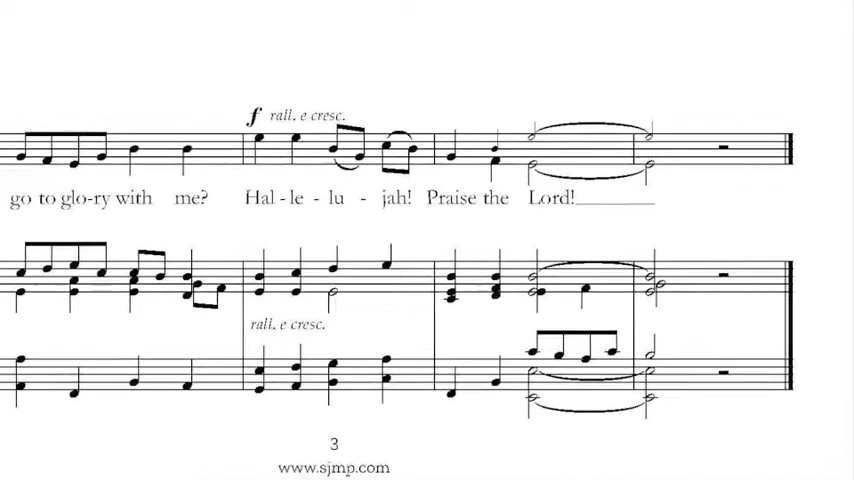 f rall. e cresc.
go to glo-ry with me? Hal - le - lu - jah! Praise the Lord!
rall. e cresc.
3
www.sjmp.com